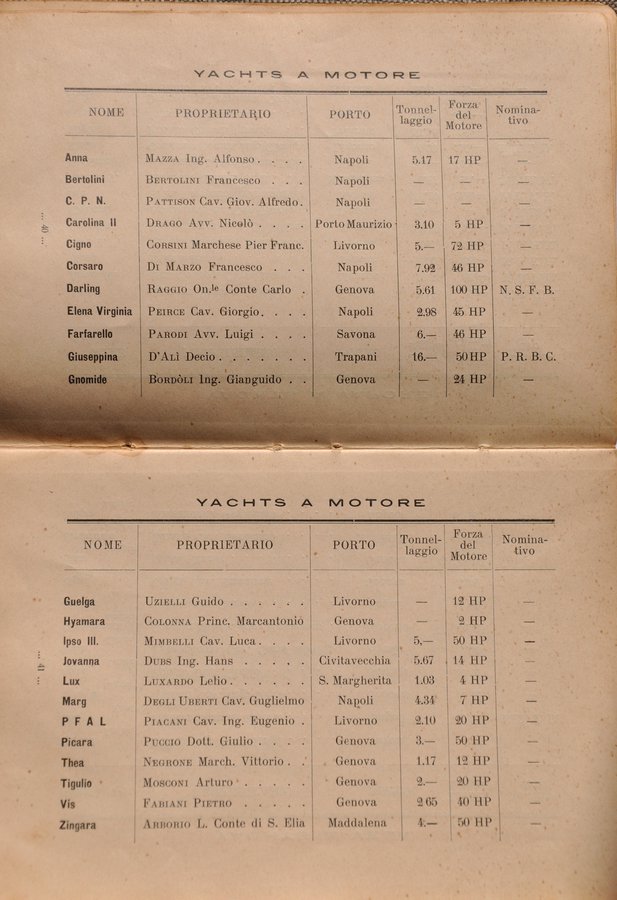 YACHTS A MOTORE
NOME PROPRIETARIO PORTO Tonnel-laggio Forza del Motore Nomina-tivo
Anna MAZZA Ing. Alfonso. . . . Napoli 5.17 17 HP —
Bertolini BERTOLINI Francesco . . . Napoli — — —
C. P. N. PATTISON Cav. Giov. Alfredo. Napoli — — —
Carolina II DRAGO Avv. Nicolò . . . . Porto Maurizio 3.10 5 HP —
Cigno CORSINI Marchese Pier Franc. Livorno 5.— 72 HP —
Corsaro DI MARZO Francesco . . . Napoli 7.92 46 HP —
Darling RAGGIO On.le Conte Carlo . Genova 5.61 100 HP N. S. F. B.
Elena Virginia PEIRCE Cav. Giorgio. . . . Napoli 2.98 45 HP —
Farfarello PARODI Avv. Luigi . . . . Savona 6.— 46 HP —
Giuseppina D'ALÌ Decio . . . . . . . Trapani 16.— 50 HP P. R. B. C.
Gnomide BORDÒLI Ing. Gianguido . . Genova — 24 HP —
... 40 ...
YACHTS A MOTORE
NOME PROPRIETARIO PORTO Tonnel-laggio Forza del Motore Nomina-tivo
Guelga UZIELLI Guido . . . . . . Livorno — 12 HP —
Hyamara COLONNA Princ. Marcantonio Genova — 2 HP —
Ipso III. MIMBELLI Cav. Luca. . . . Livorno 5,— 50 HP —
Jovanna DUBS Ing. Hans . . . . . Civitavecchia 5.67 14 HP —
Lux LUXARDO Lelio. . . . . . S. Margherita 1.03 4 HP —
Marg DEGLI UBERTI Cav. Guglielmo Napoli 4.34 7 HP —
P F A L PIACANI Cav. Ing. Eugenio . Livorno 2.10 20 HP —
Picara PUCCIO Dott. Giulio . . . . Genova 3.— 50 HP —
Thea NEGRONE March. Vittorio . . Genova 1.17 12 HP —
Tigulio MOSCONI Arturo . . . . . Genova 2.— 20 HP —
Vis FABIANI PIETRO . . . . . Genova 2 65 40 HP —
Zingara ARBORIO L. Conte di S. Elia Maddalena 4.— 50 HP —
... 41 ...